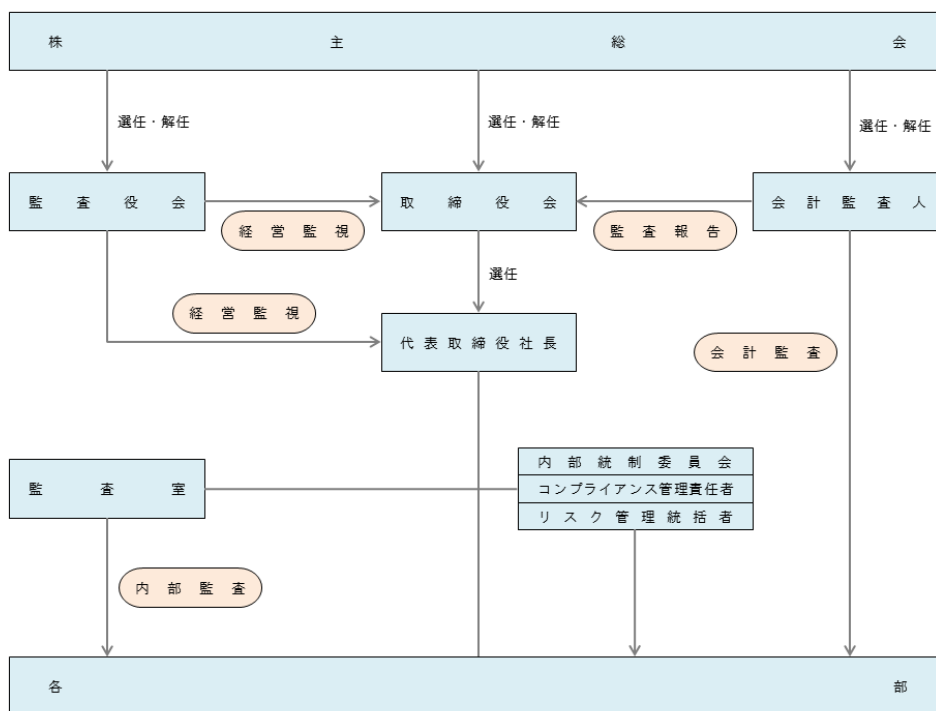 株主総会
選任・解任
選任・解任
選任・解任
監査役会
取締役会
会計監査人
経営監視
監査報告
選任
経営監視
代表取締役社長
会計監査
内部統制委員会
監査室
コンプライアンス管理責任者
リスク管理統括者
内部監査
各部